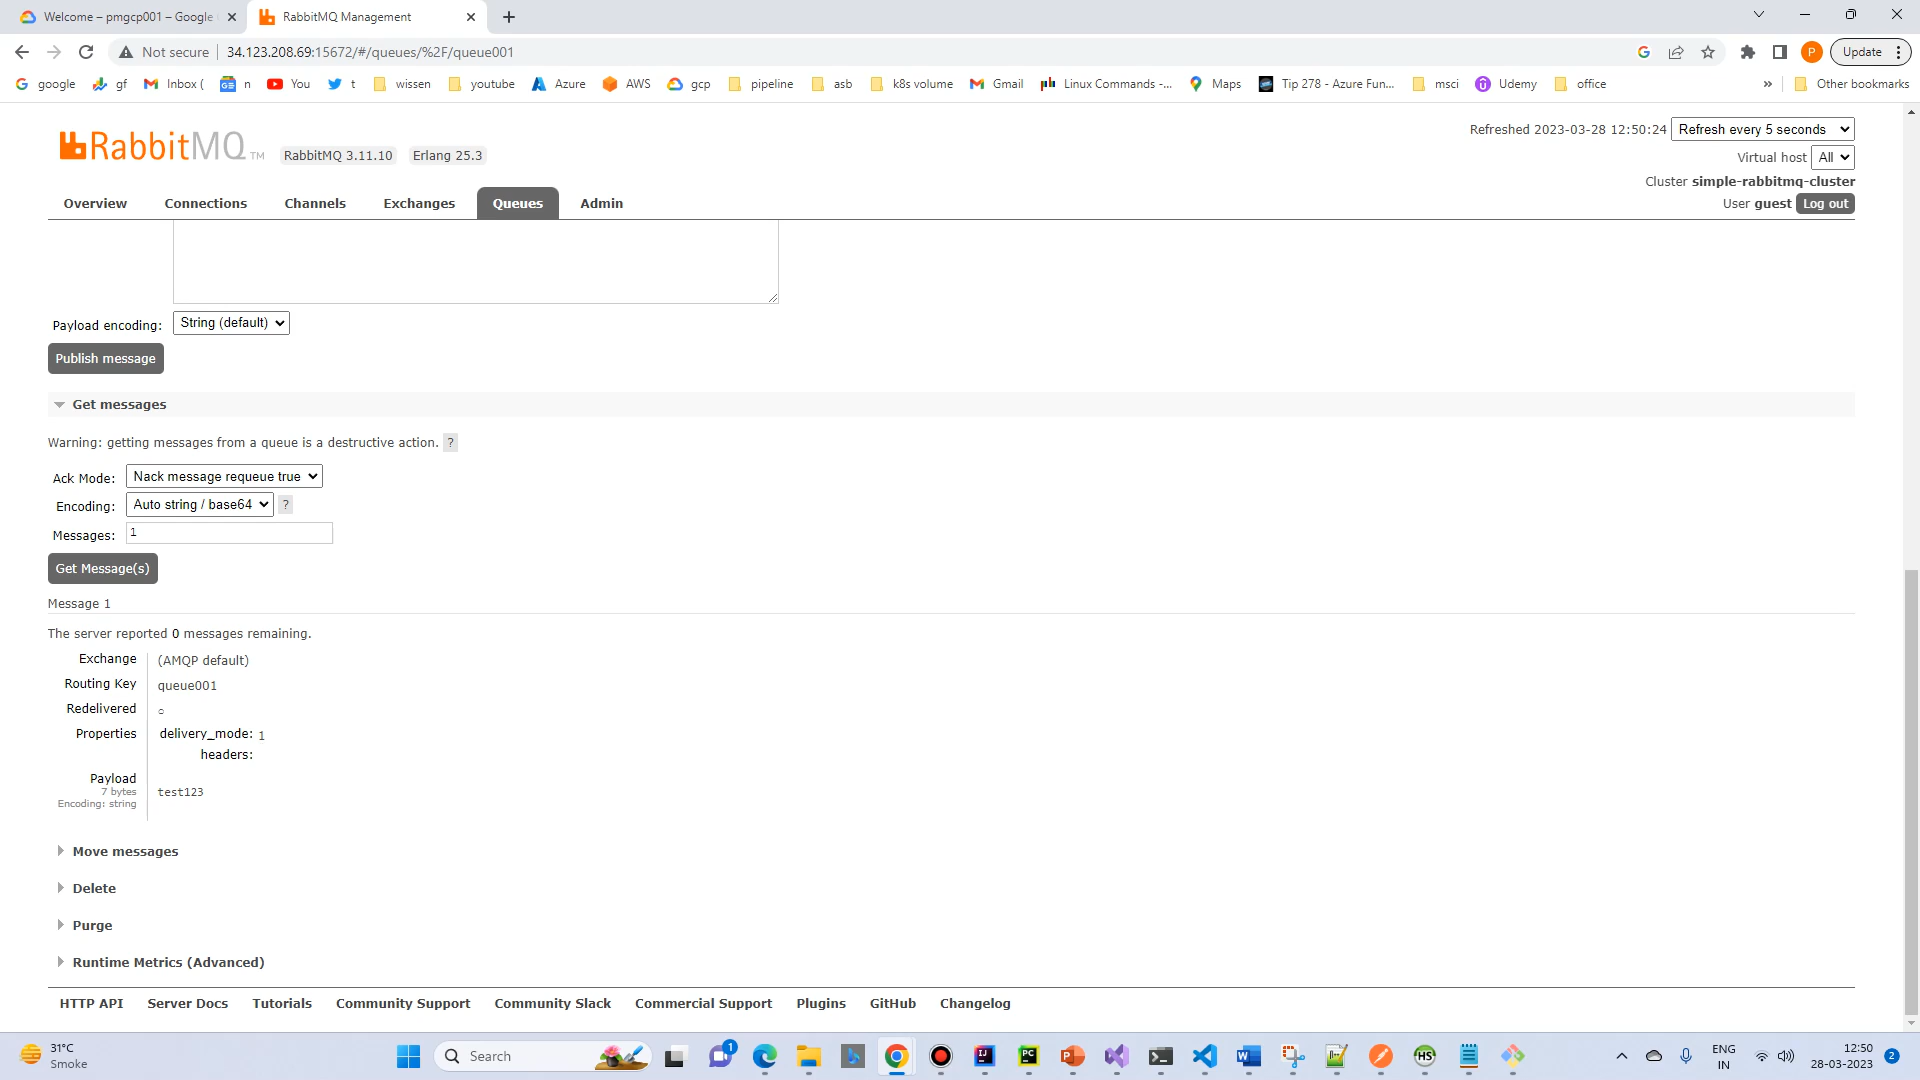 Welcome – pmgcp001 – Google
RabbitMQ Management
Not secure
34.123.208.69:15672/#/queues/%2F/queue001
P
Update
google
gf
Inbox (
n
You
t
wissen
youtube
Azure
AWS
gcp
pipeline
asb
k8s volume
Gmail
Linux Commands -...
Maps
Tip 278 - Azure Fun...
msci
Udemy
office
»
Other bookmarks
RabbitMQ TM
RabbitMQ 3.11.10
Erlang 25.3
Refreshed 2023-03-28 12:50:24
Refresh every 5 seconds
Virtual host All
Cluster simple-rabbitmq-cluster
User guest Log out
Overview
Connections
Channels
Exchanges
Queues
Admin
Payload encoding: String (default)
Publish message
Get messages
Warning: getting messages from a queue is a destructive action. ?
Ack Mode: Nack message requeue true
Encoding: Auto string / base64 ?
Messages: 1
Get Message(s)
Message 1
The server reported 0 messages remaining.
Exchange (AMQP default)
Routing Key queue001
Redelivered ○
Properties delivery_mode: 1
headers:
Payload
7 bytes
Encoding: string
test123
Move messages
Delete
Purge
Runtime Metrics (Advanced)
HTTP API
Server Docs
Tutorials
Community Support
Community Slack
Commercial Support
Plugins
GitHub
Changelog
31°C
Smoke
Search
1
IJ
PC
W
HS
ENG
IN
12:50
28-03-2023
2